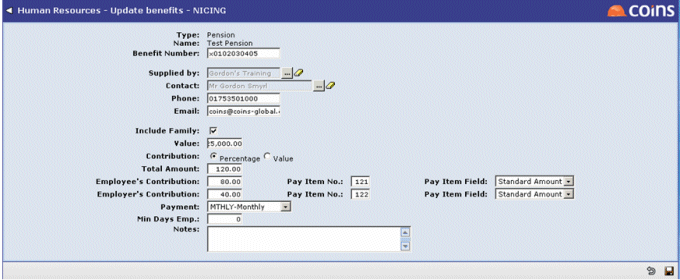 Human Resources - Update benefits - NICING
coins
Type: Pension
Name: Test Pension
Benefit Number: x0102030405
Supplied by: Gordon's Training ...
Contact: Mr Gordon Smyrl ...
Phone: 01753501000
Email: coins@coins-global.
Include Family:
Value: 25,000.00
Contribution: Percentage Value
Total Amount: 120.00
Employee's Contribution: 80.00 Pay Item No.: 121 Pay Item Field: Standard Amount
Employer's Contribution: 40.00 Pay Item No.: 122 Pay Item Field: Standard Amount
Payment: MTHLY-Monthly
Min Days Emp.: 0
Notes: